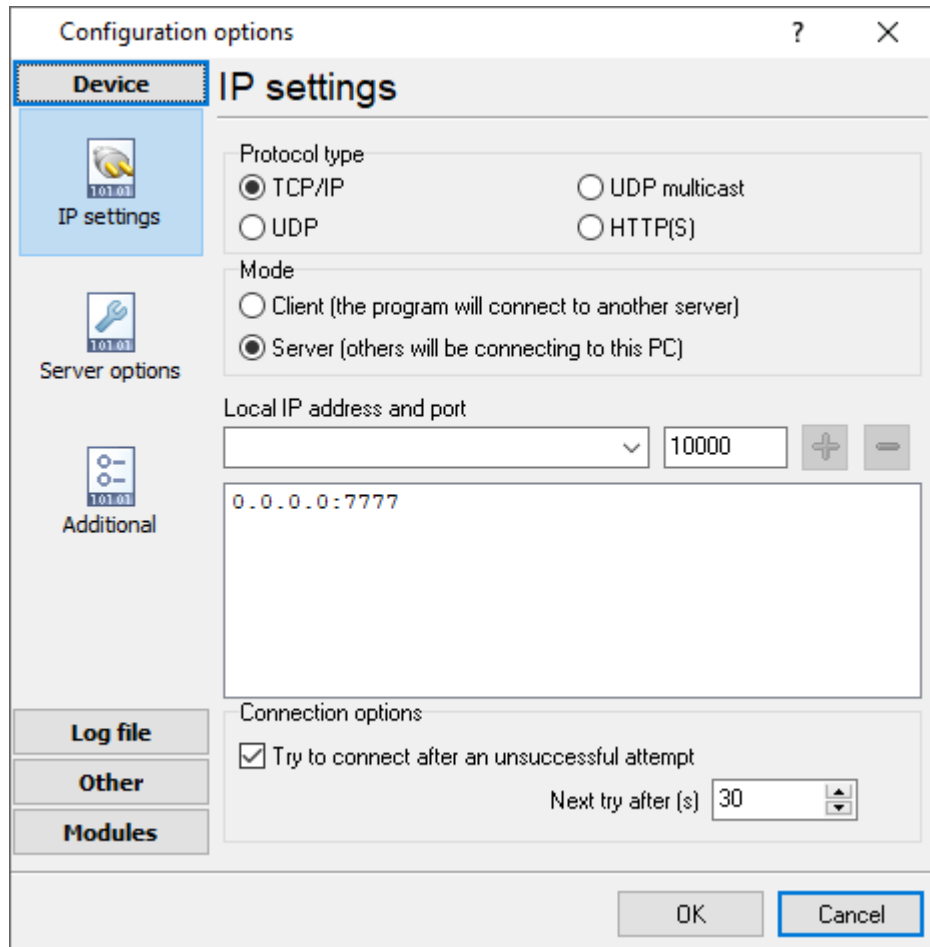 Configuration options
?
Device
IP settings
Server options
Additional
Log file
Other
Modules
IP settings
Protocol type
TCP/IP
UDP multicast
UDP
HTTP(S)
Mode
Client (the program will connect to another server)
Server (others will be connecting to this PC)
Local IP address and port
10000
0.0.0.0:7777
Connection options
Try to connect after an unsuccessful attempt
Next try after (s) 30
OK
Cancel